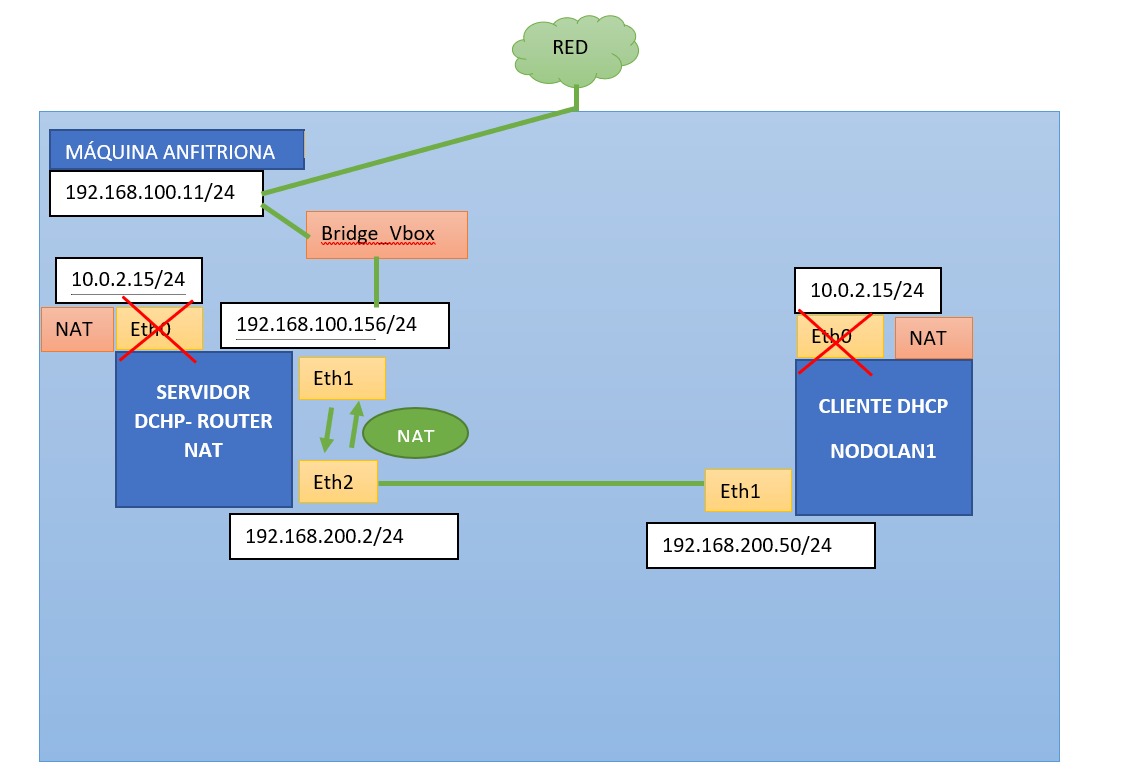 RED
MÁQUINA ANFITRIONA
192.168.100.11/24
Bridge_Vbox
10.0.2.15/24
NAT
Eth0
192.168.100.156/24
SERVIDOR
DCHP- ROUTER
NAT
Eth1
NAT
Eth2
192.168.200.2/24
10.0.2.15/24
Eth0
NAT
CLIENTE DHCP
NODOLAN1
Eth1
192.168.200.50/24